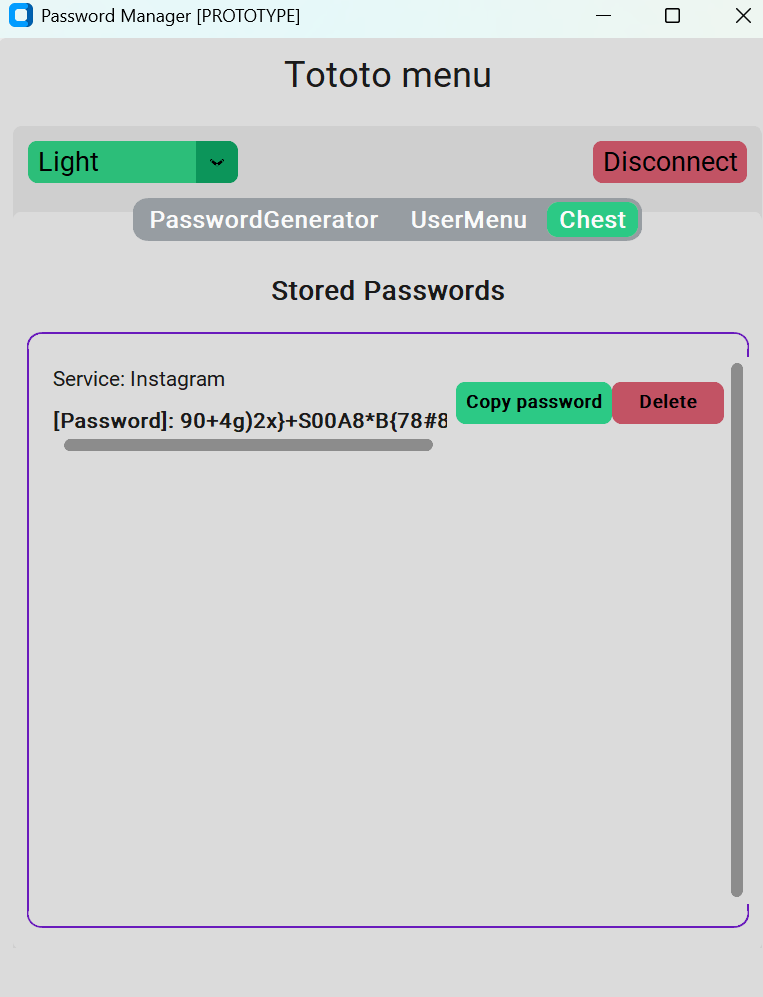 Password Manager [PROTOTYPE]
Tototo menu
Light
Disconnect
PasswordGenerator UserMenu Chest
Stored Passwords
Service: Instagram
[Password]: 90+4g)2x}+S00A8*B{78#8
Copy password Delete